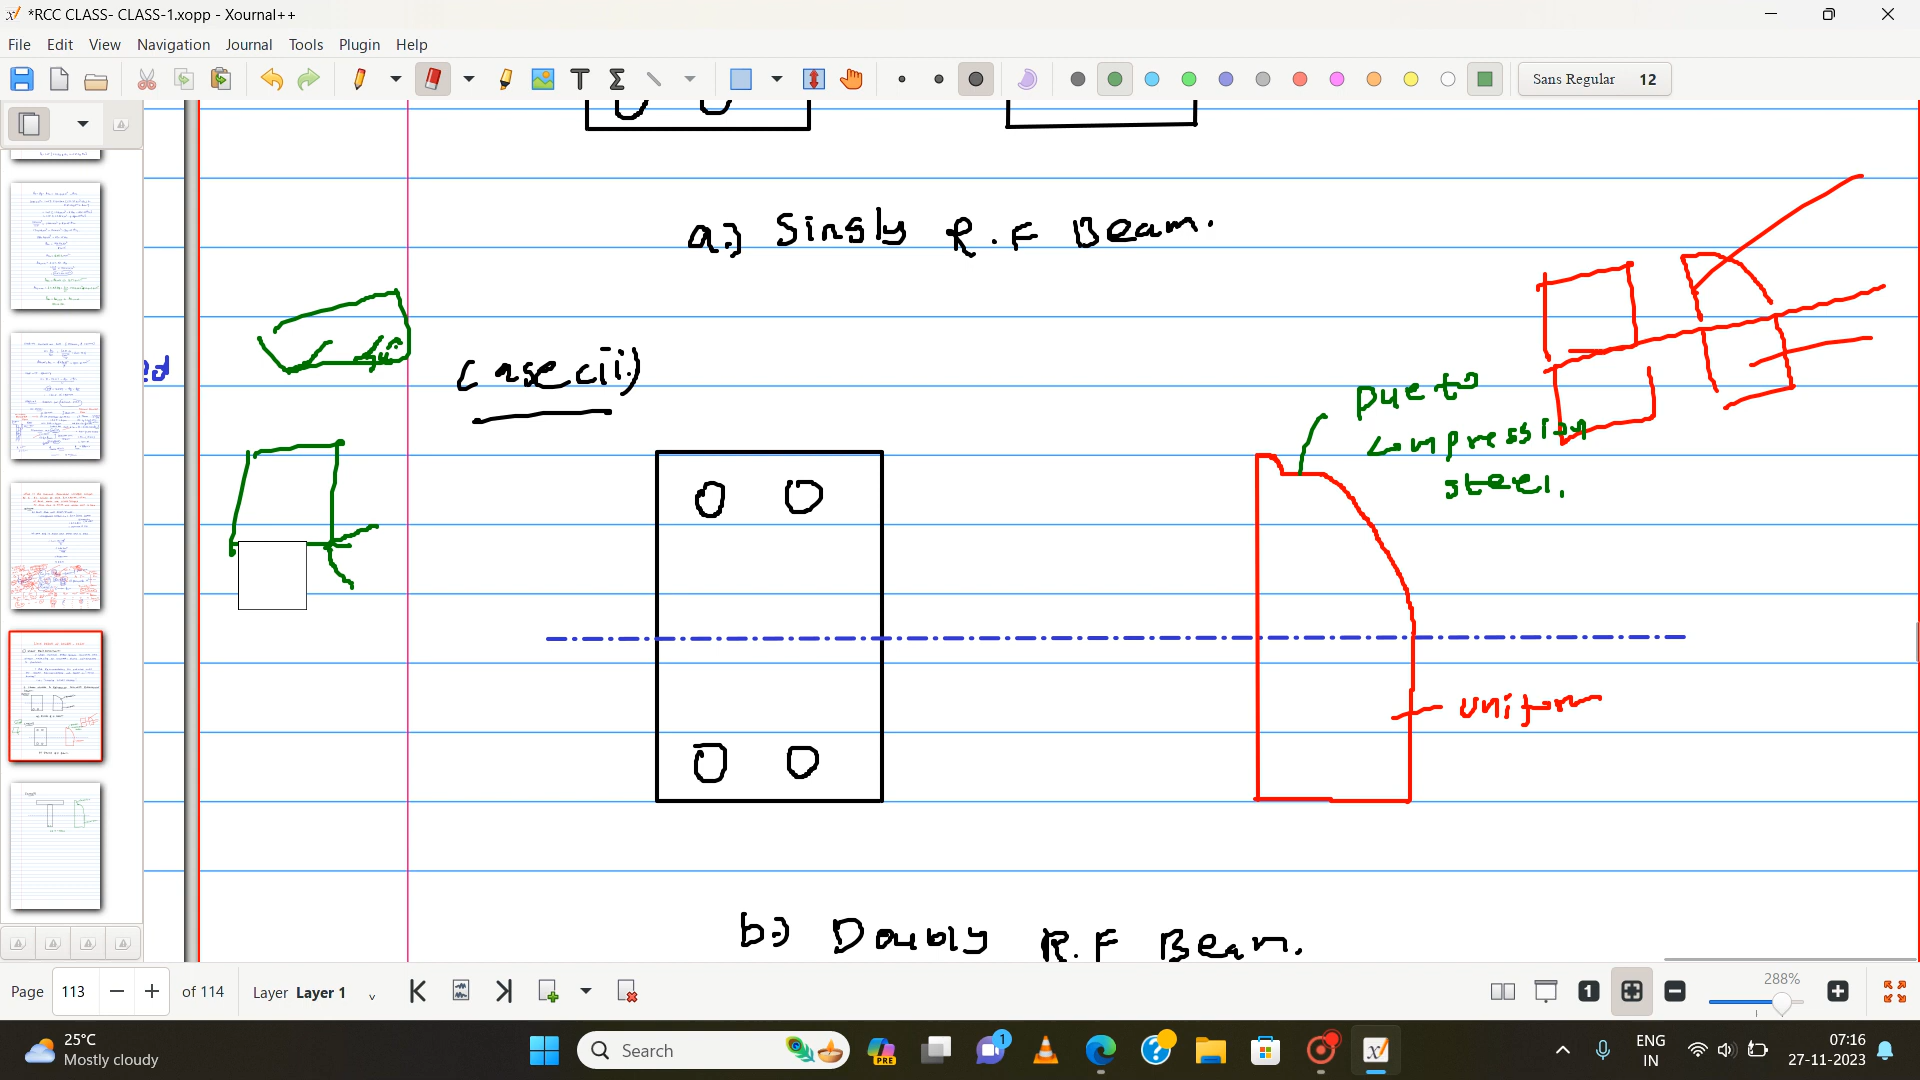 *RCC CLASS- CLASS-1.xopp - Xournal++
File Edit View Navigation Journal Tools Plugin Help
Sans Regular 12
a.) Singly R.F Beam.
Case (ii)
Due to
compression
steel.
uniform
b.) Doubly R.F Beam.
Page 113 of 114 Layer Layer 1
288%
25°C
Mostly cloudy
Search
PRE
1
ENG
IN
07:16
27-11-2023